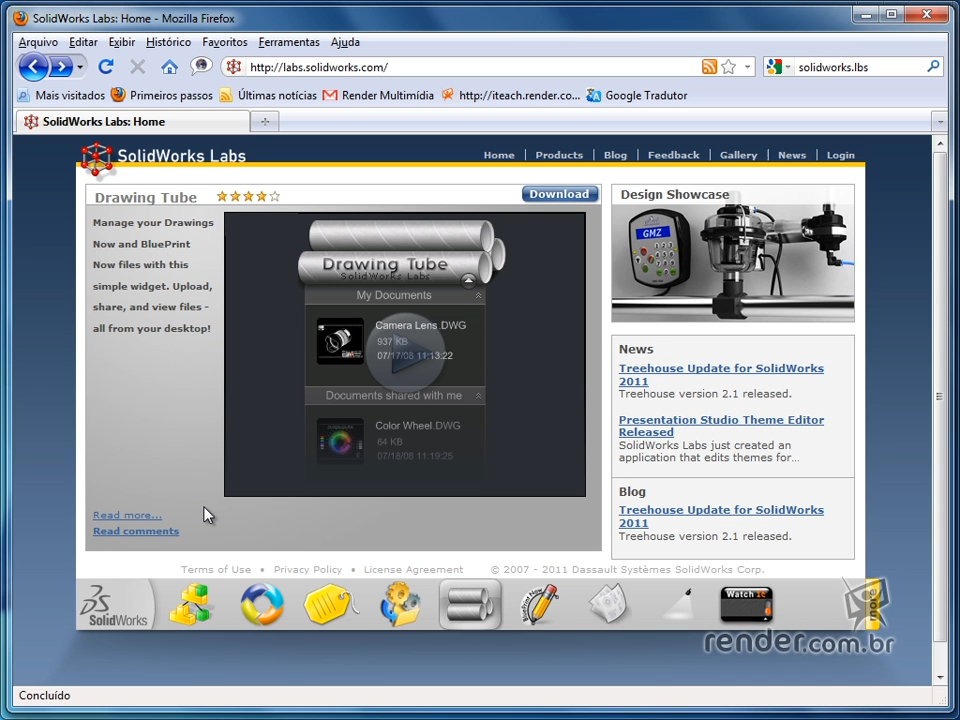 SolidWorks Labs: Home - Mozilla Firefox
Arquivo Editar Exibir Histórico Favoritos Ferramentas Ajuda
http://labs.solidworks.com/
solidworks.lbs
Mais visitados Primeiros passos Últimas notícias Render Multimídia http://iteach.render.co... Google Tradutor
SolidWorks Labs: Home
SolidWorks Labs
Home | Products | Blog | Feedback | Gallery | News | Login
Drawing Tube
Download
Manage your Drawings
Now and BluePrint
Now files with this
simple widget. Upload,
share, and view files -
all from your desktop!
Drawing Tube
SolidWorks Labs
My Documents
Camera Lens.DWG
937 KB
07/17/08 11:13:22
Documents shared with me
Color Wheel.DWG
64 KB
07/18/08 11:19:25
Read more...
Read comments
Design Showcase
GMZ
News
Treehouse Update for SolidWorks
2011
Treehouse version 2.1 released.
Presentation Studio Theme Editor
Released
SolidWorks Labs just created an
application that edits themes for...
Blog
Treehouse Update for SolidWorks
2011
Treehouse version 2.1 released.
Terms of Use • Privacy Policy • License Agreement © 2007 - 2011 Dassault Systèmes SolidWorks Corp.
SolidWorks
BluePrint Now
Watch It
more
render.com.br
Concluído